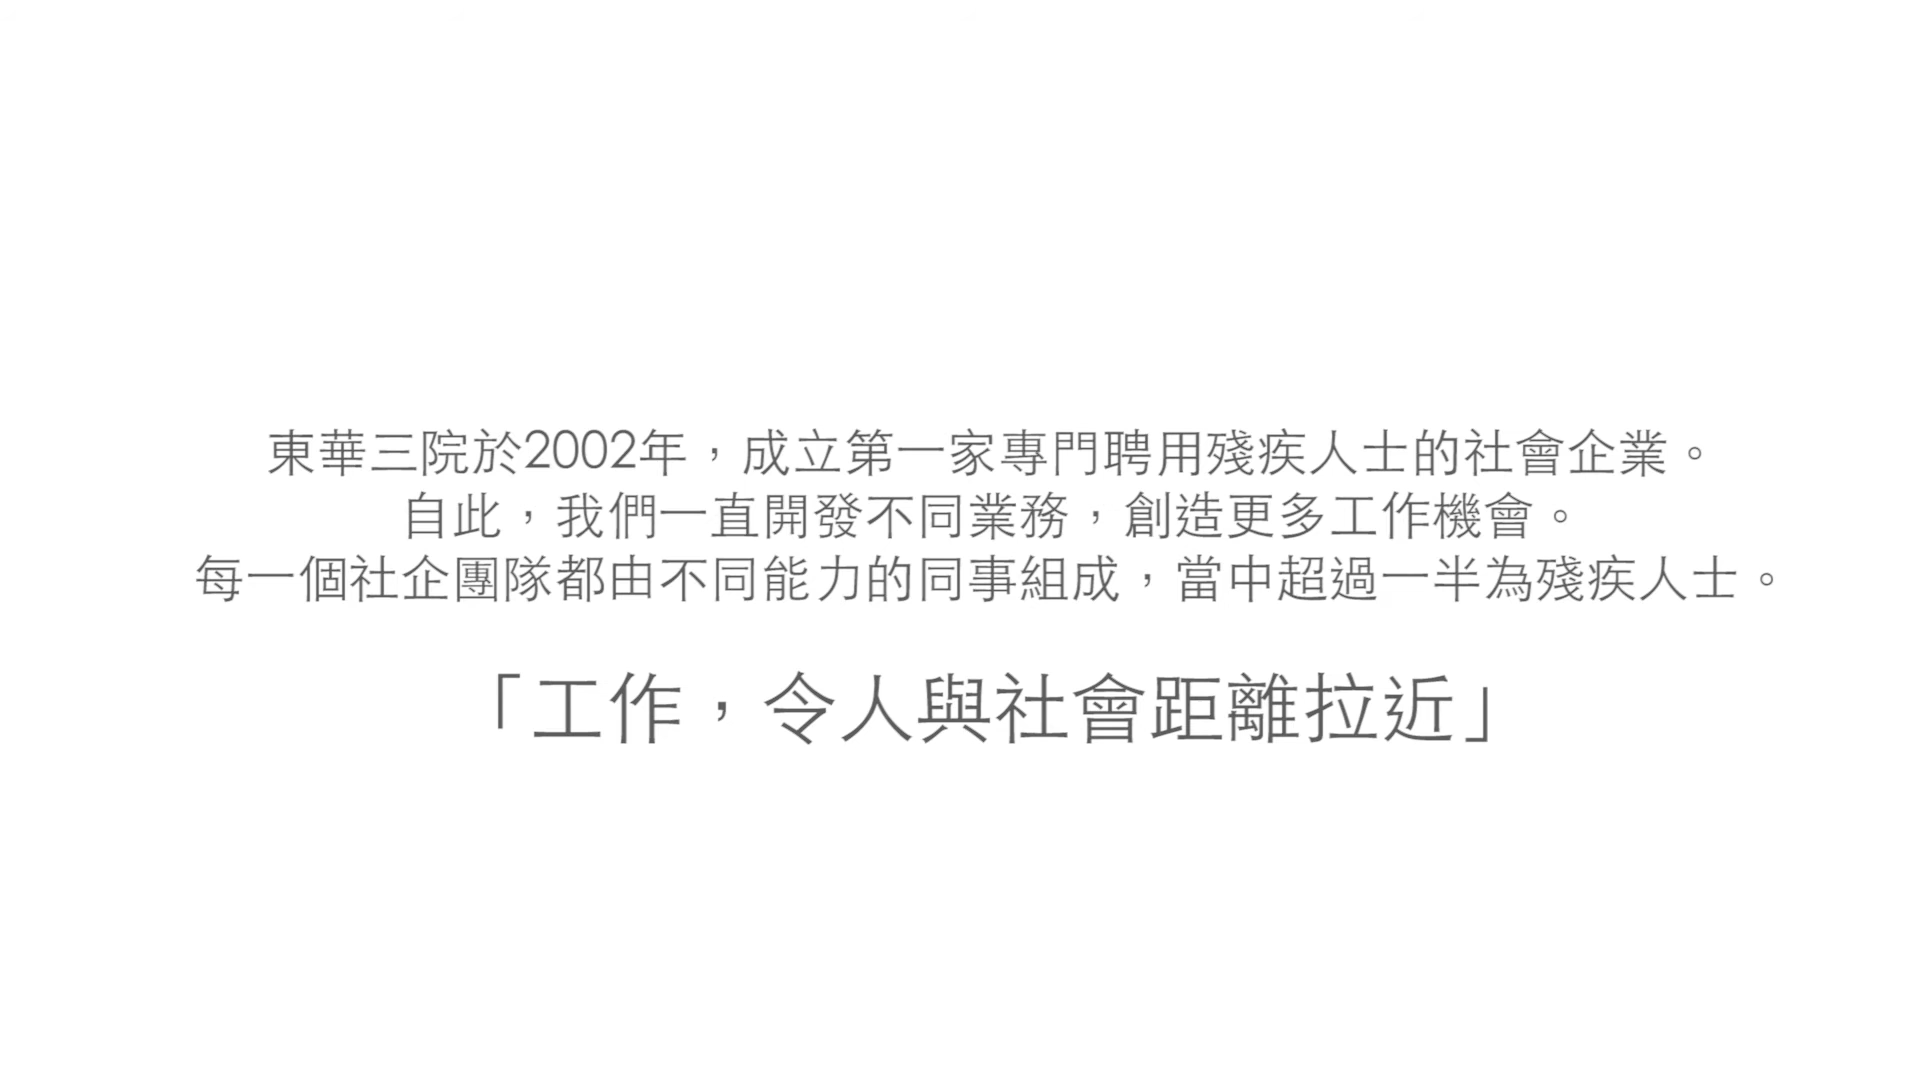 東華三院於2002年，成立第一家專門聘用殘疾人士的社會企業。
自此，我們一直開發不同業務，創造更多工作機會。
每一個社企團隊都由不同能力的同事組成，當中超過一半為殘疾人士。
「工作，令人與社會距離拉近」